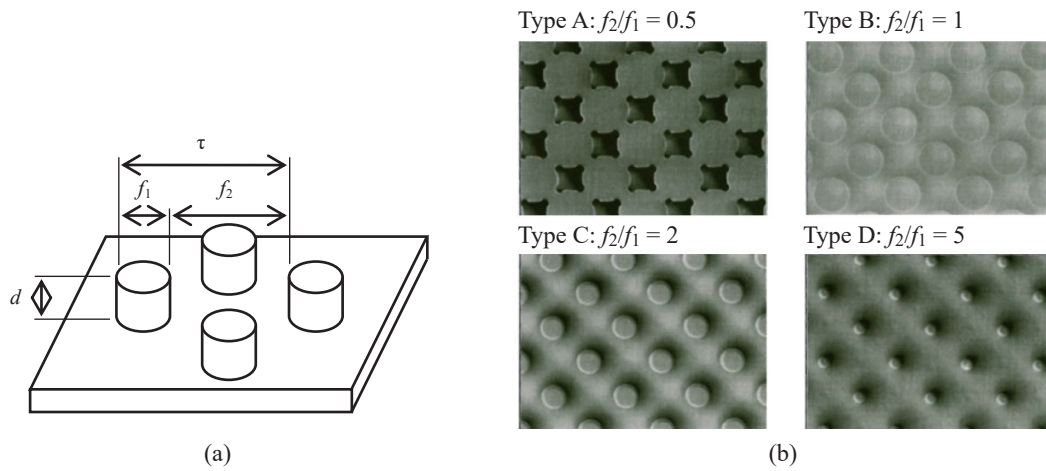 τ
f1
f2
d
(a)
Type A: f2/f1 = 0.5
Type B: f2/f1 = 1
Type C: f2/f1 = 2
Type D: f2/f1 = 5
(b)